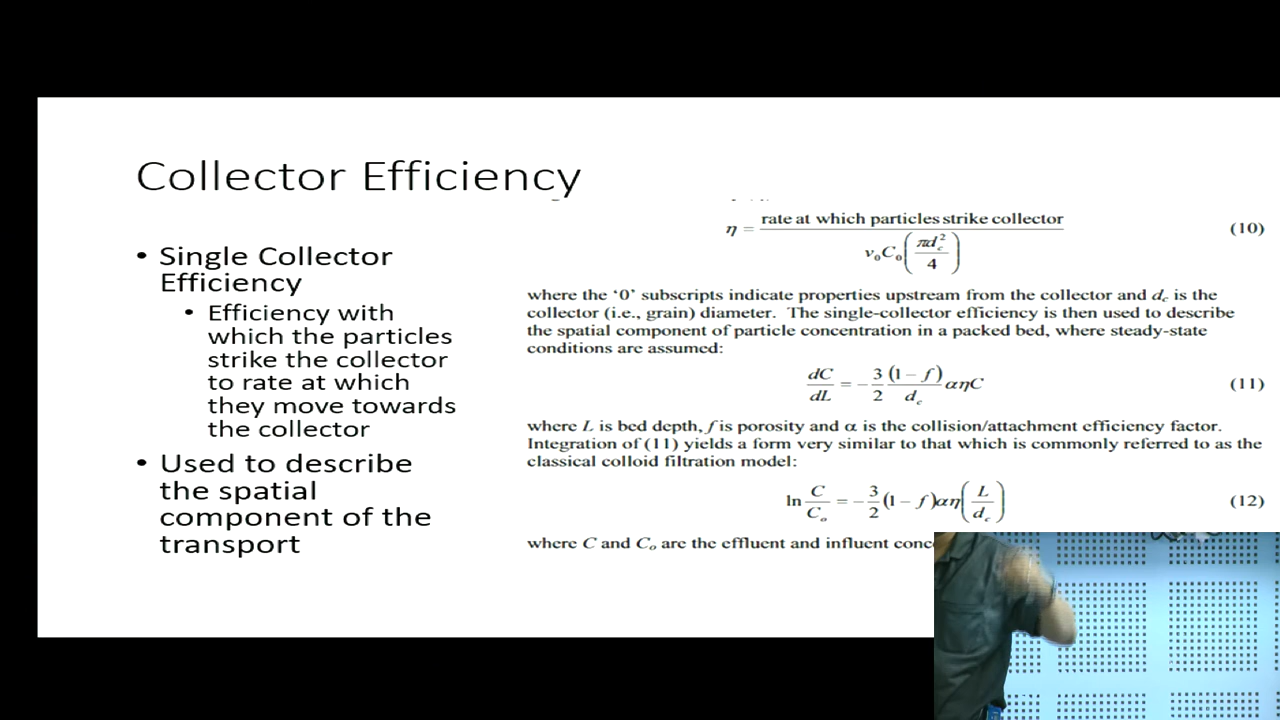 Collector Efficiency
• Single Collector
Efficiency
• Efficiency with
which the particles
strike the collector
to rate at which
they move towards
the collector
• Used to describe
the spatial
component of the
transport
η = rate at which particles strike collector / v₀C₀(πd_c²/4) (10)
where the ‘0’ subscripts indicate properties upstream from the collector and d_c is the
collector (i.e., grain) diameter. The single-collector efficiency is then used to describe
the spatial component of particle concentration in a packed bed, where steady-state
conditions are assumed:
dC/dL = −3/2 (1 − f)/d_c αηC (11)
where L is bed depth, f is porosity and α is the collision/attachment efficiency factor.
Integration of (11) yields a form very similar to that which is commonly referred to as the
classical colloid filtration model:
ln C/C_o = −3/2 (1 − f)αη(L/d_c) (12)
where C and C_o are the effluent and influent